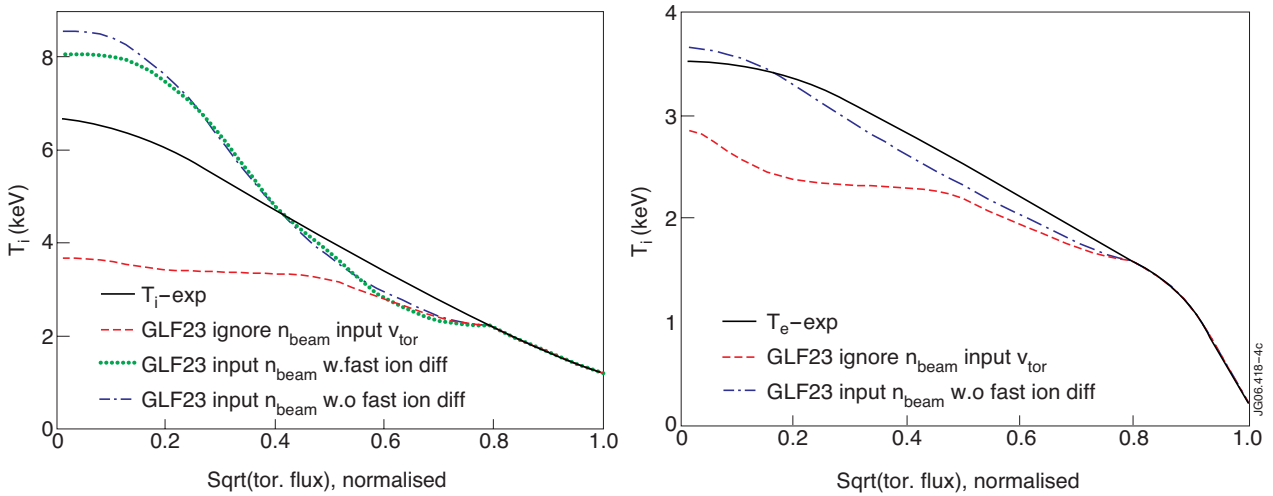 8
6
4
2
0
T_i (keV)
T_i–exp
GLF23 ignore n_beam input v_tor
GLF23 input n_beam w.fast ion diff
GLF23 input n_beam w.o fast ion diff
0 0.2 0.4 0.6 0.8 1.0
Sqrt(tor. flux), normalised
4
3
2
1
0
T_i (keV)
T_e–exp
GLF23 ignore n_beam input v_tor
GLF23 input n_beam w.o fast ion diff
0 0.2 0.4 0.6 0.8 1.0
Sqrt(tor. flux), normalised
JG06.418–4c